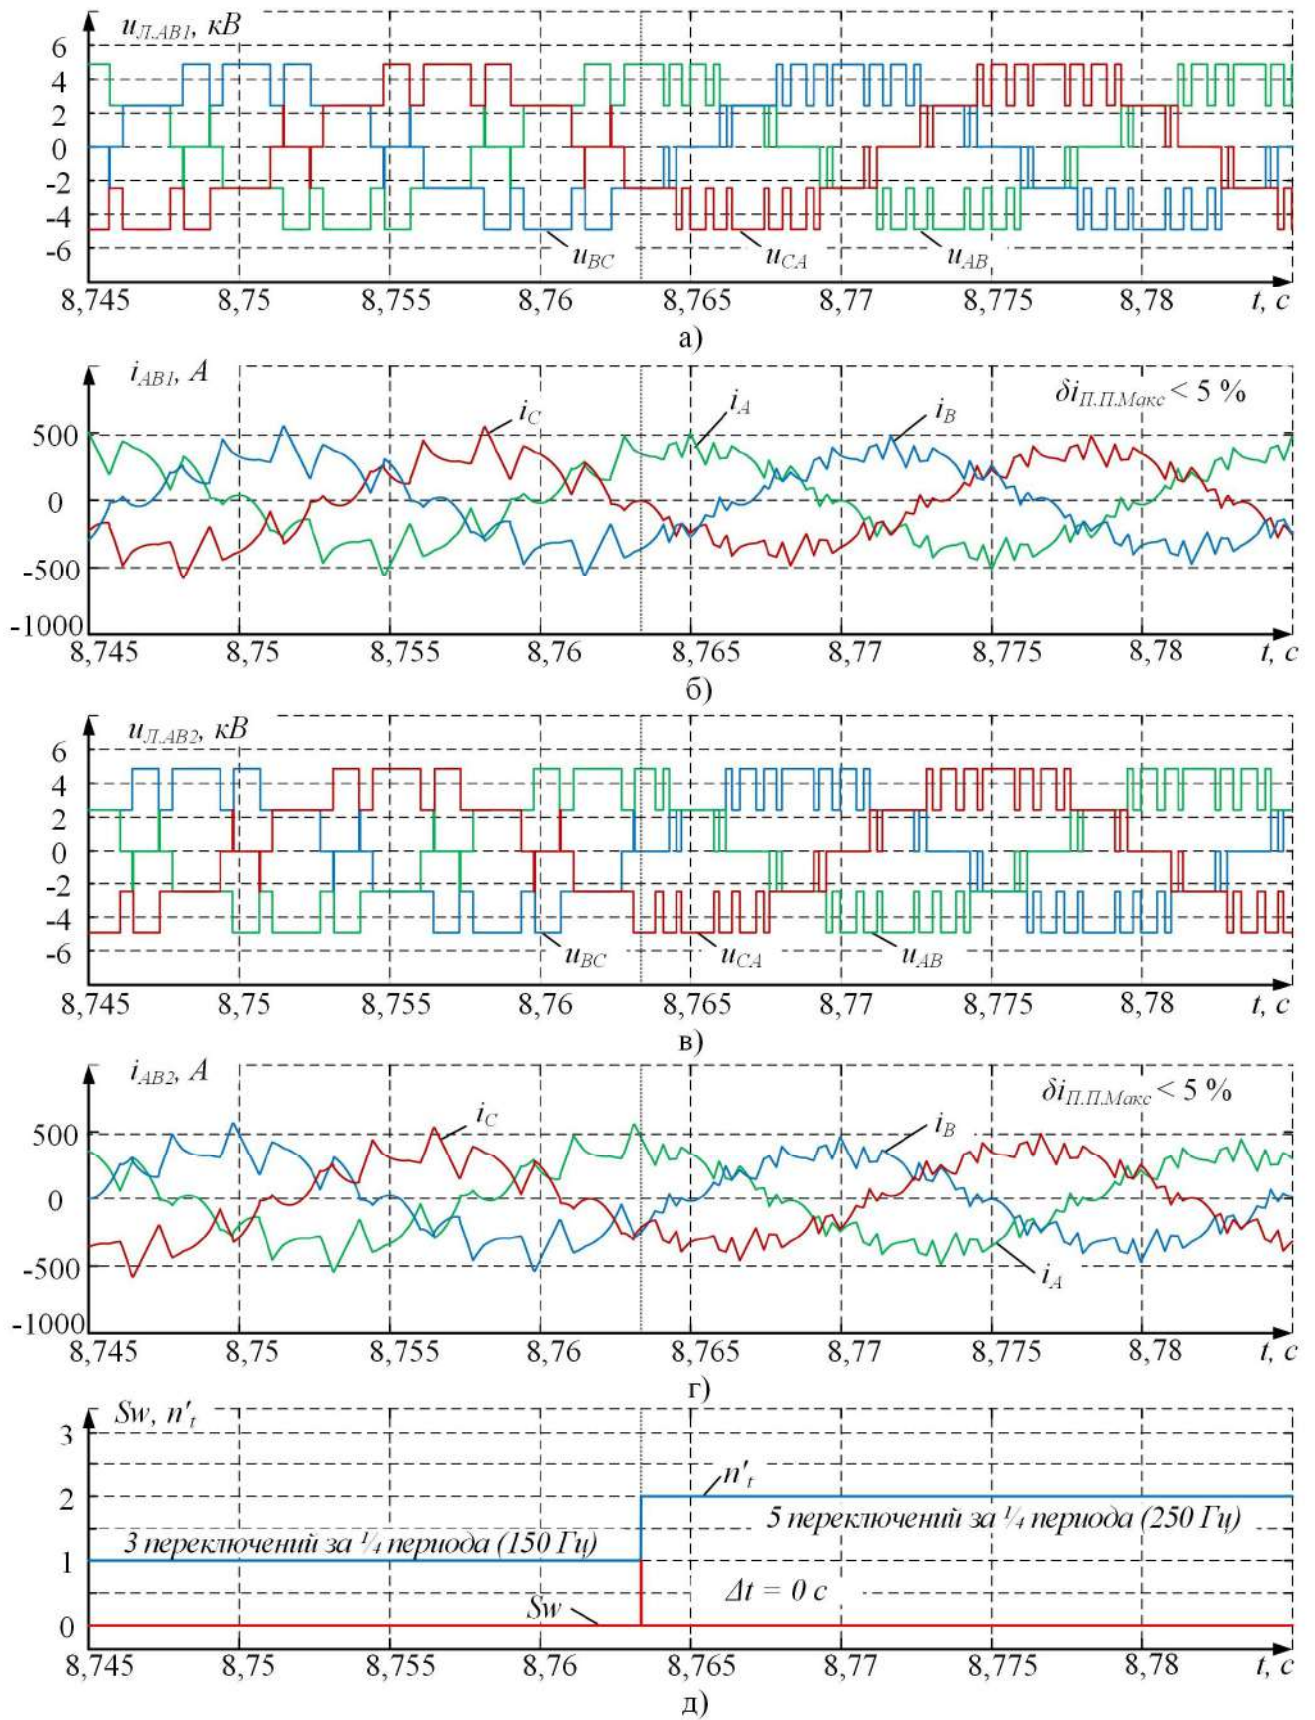 u_Л.АВ1, кВ
6
4
2
0
-2
-4
-6
u_BC
u_CA
u_AB
8,745 8,75 8,755 8,76 8,765 8,77 8,775 8,78 t, с
а)
i_АВ1, А
δi_П.П.Макс < 5 %
i_C
i_A
i_B
500
0
-500
-1000
8,745 8,75 8,755 8,76 8,765 8,77 8,775 8,78 t, с
б)
u_Л.АВ2, кВ
6
4
2
0
-2
-4
-6
u_BC
u_CA
u_AB
8,745 8,75 8,755 8,76 8,765 8,77 8,775 8,78 t, с
в)
i_АВ2, А
δi_П.П.Макс < 5 %
i_C
i_B
500
0
-500
i_A
-1000
8,745 8,75 8,755 8,76 8,765 8,77 8,775 8,78 t, с
г)
Sw, n'_t
3
n'_t
2
5 переключений за ¼ периода (250 Гц)
3 переключений за ¼ периода (150 Гц)
1
Δt = 0 с
Sw
0
8,745 8,75 8,755 8,76 8,765 8,77 8,775 8,78 t, с
д)